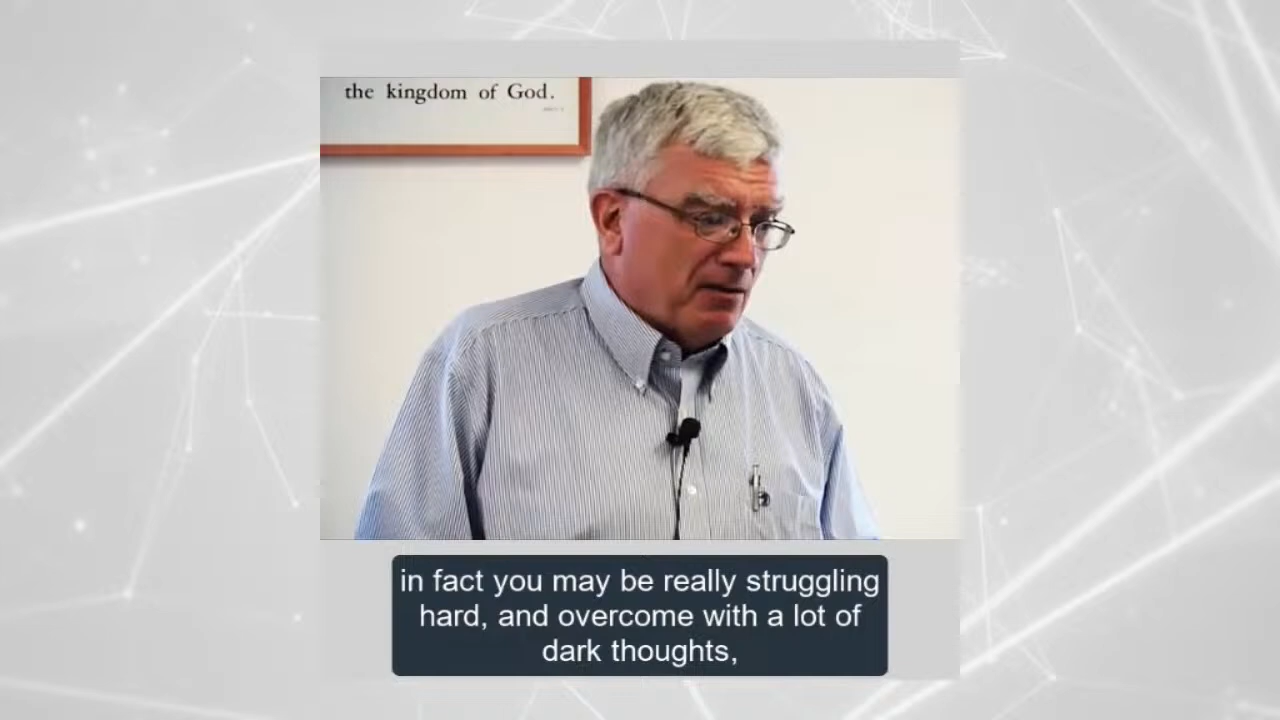 the kingdom of God.
in fact you may be really struggling
hard, and overcome with a lot of
dark thoughts,